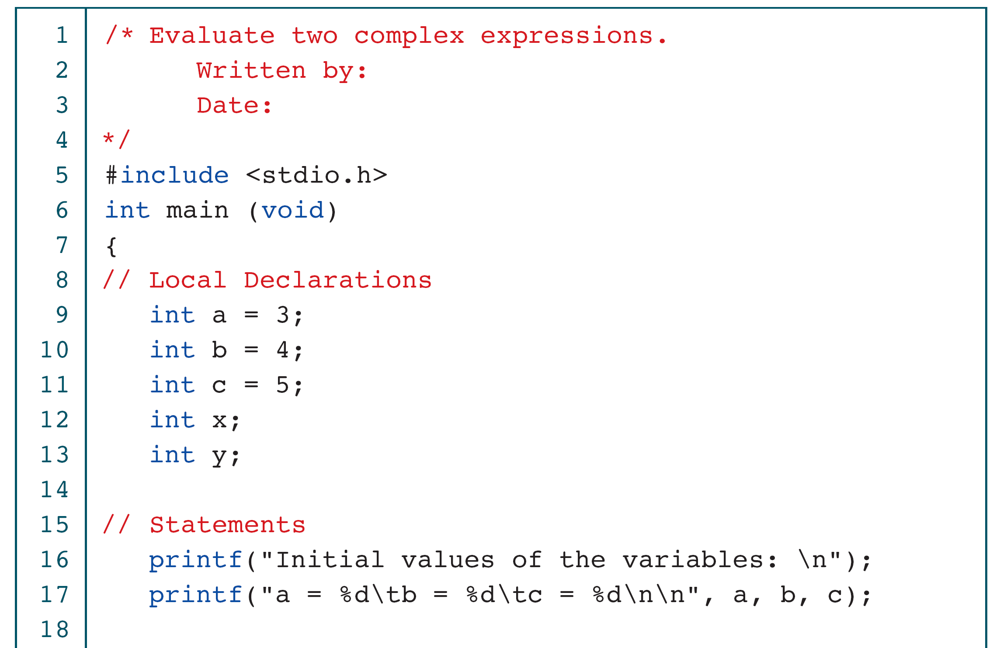 1 /* Evaluate two complex expressions.
2 Written by:
3 Date:
4 */
5 #include <stdio.h>
6 int main (void)
7 {
8 // Local Declarations
9 int a = 3;
10 int b = 4;
11 int c = 5;
12 int x;
13 int y;
14
15 // Statements
16 printf("Initial values of the variables: \n");
17 printf("a = %d\tb = %d\tc = %d\n\n", a, b, c);
18